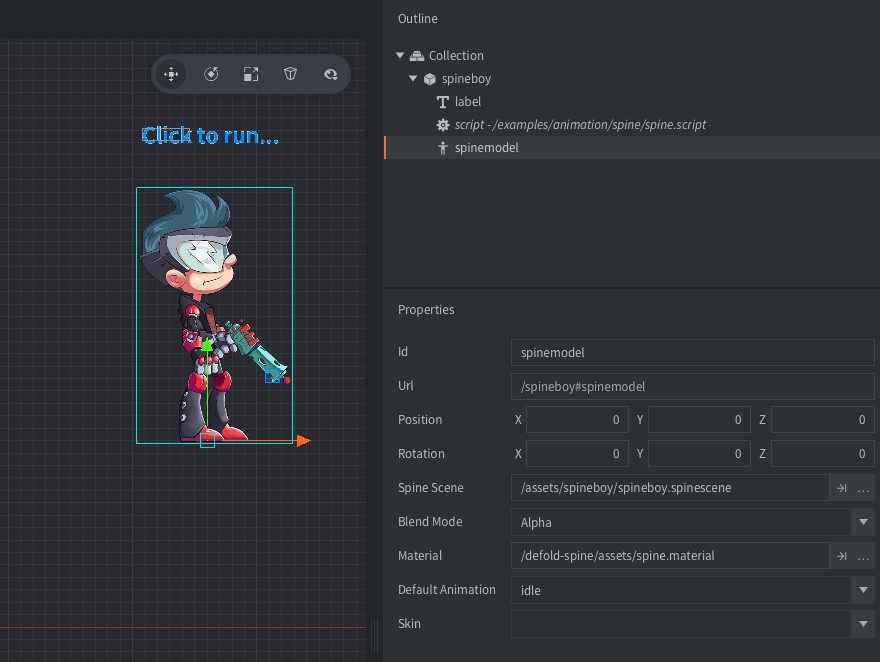 Outline
Collection
spineboy
label
script - /examples/animation/spine/spine.script
spinemodel
Click to run...
Properties
Id spinemodel
Url /spineboy#spinemodel
Position X 0 Y 0 Z 0
Rotation X 0 Y 0 Z 0
Spine Scene /assets/spineboy/spineboy.spinescene ...
Blend Mode Alpha
Material /defold-spine/assets/spine.material ...
Default Animation idle
Skin